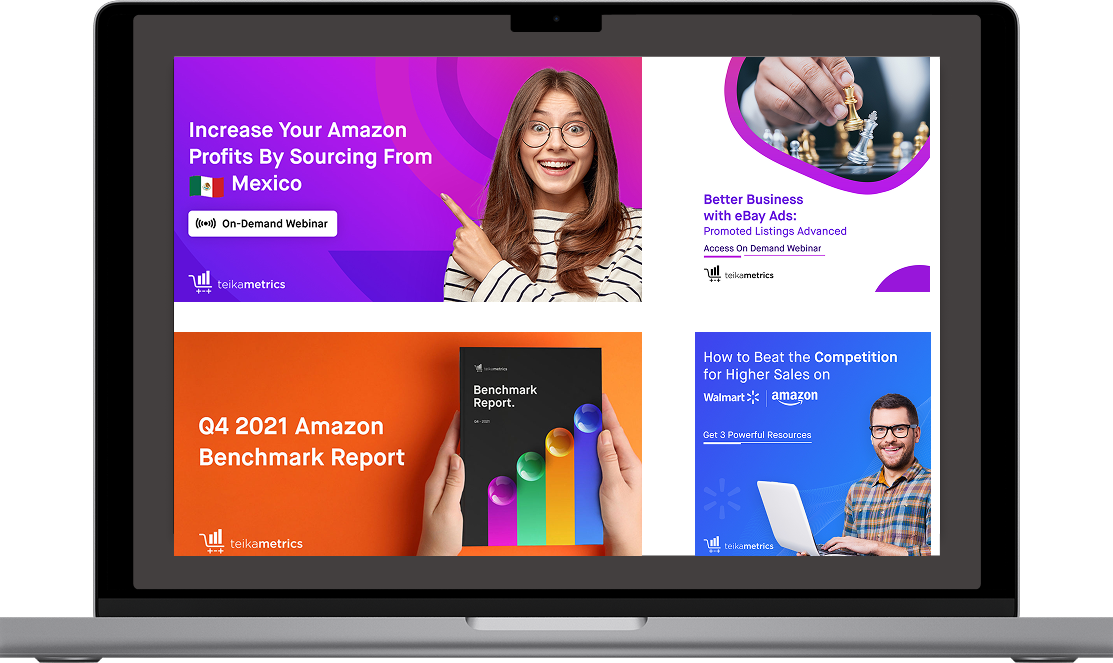 Increase Your Amazon
Profits By Sourcing From
Mexico
On-Demand Webinar
teikametrics
Better Business
with eBay Ads:
Promoted Listings Advanced
Access On Demand Webinar
teikametrics
Q4 2021 Amazon
Benchmark Report
teikametrics
teikametrics
Benchmark
Report.
Q4 - 2021
How to Beat the Competition
for Higher Sales on
Walmart amazon
Get 3 Powerful Resources
teikametrics